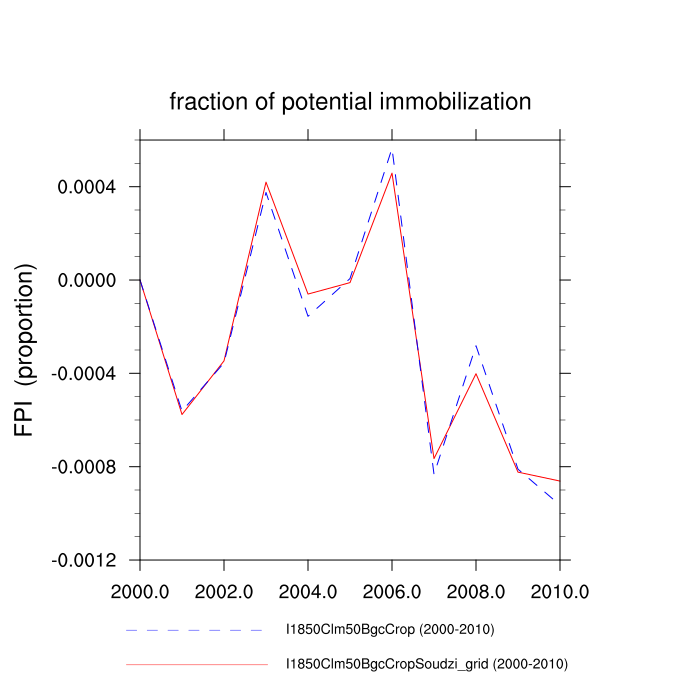 fraction of potential immobilization
FPI (proportion)
0.0004
0.0000
-0.0004
-0.0008
-0.0012
2000.0 2002.0 2004.0 2006.0 2008.0 2010.0
I1850Clm50BgcCrop (2000-2010)
I1850Clm50BgcCropSoudzi_grid (2000-2010)